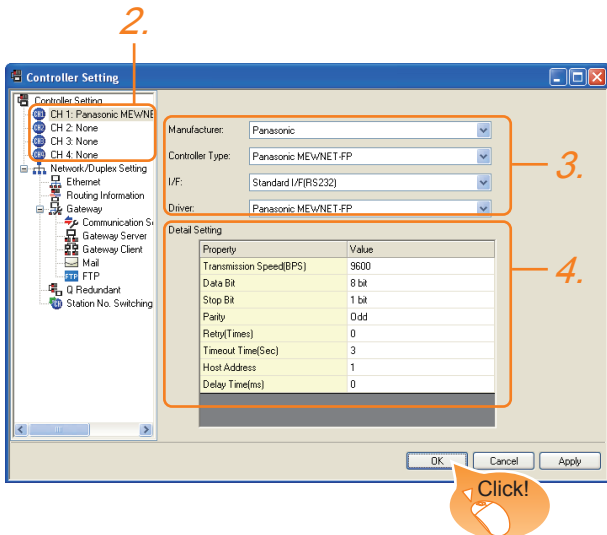 2.
Controller Setting
Controller Setting
CH 1: Panasonic MEWNE
CH 2: None
CH 3: None
CH 4: None
Network/Duplex Setting
Ethernet
Routing Information
Gateway
Communication Se
Gateway Server
Gateway Client
Mail
FTP FTP
Q Redundant
Station No. Switching
Manufacturer: Panasonic
Controller Type: Panasonic MEWNET-FP
I/F: Standard I/F(RS232)
Driver: Panasonic MEWNET-FP
3.
Detail Setting
Property Value
Transmission Speed(BPS) 9600
Data Bit 8 bit
Stop Bit 1 bit
Parity Odd
Retry(Times) 0
Timeout Time(Sec) 3
Host Address 1
Delay Time(ms) 0
4.
OK Cancel Apply
Click!